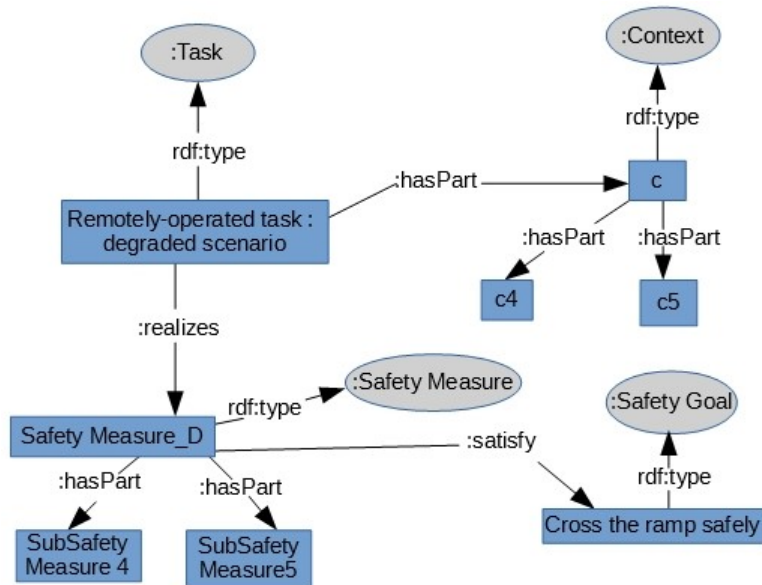 :Task
:Context
rdf:type
rdf:type
:hasPart
c
Remotely-operated task :
degraded scenario
:hasPart
:hasPart
c4
c5
:realizes
:Safety Measure
rdf:type
:Safety Goal
Safety Measure_D
:satisfy
:hasPart
:hasPart
rdf:type
Cross the ramp safely
SubSafety
Measure 4
SubSafety
Measure5